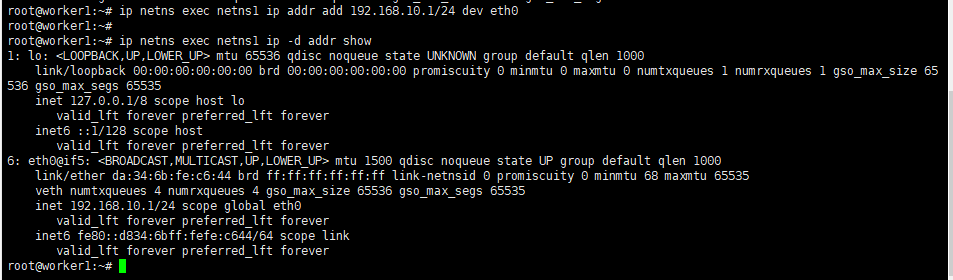 root@worker1:~# ip netns exec netns1 ip addr add 192.168.10.1/24 dev eth0
root@worker1:~#
root@worker1:~# ip netns exec netns1 ip -d addr show
1: lo: <LOOPBACK,UP,LOWER_UP> mtu 65536 qdisc noqueue state UNKNOWN group default qlen 1000
    link/loopback 00:00:00:00:00:00 brd 00:00:00:00:00:00 promiscuity 0 minmtu 0 maxmtu 0 numtxqueues 1 numrxqueues 1 gso_max_size 65
536 gso_max_segs 65535
    inet 127.0.0.1/8 scope host lo
       valid_lft forever preferred_lft forever
    inet6 ::1/128 scope host
       valid_lft forever preferred_lft forever
6: eth0@if5: <BROADCAST,MULTICAST,UP,LOWER_UP> mtu 1500 qdisc noqueue state UP group default qlen 1000
    link/ether da:34:6b:fe:c6:44 brd ff:ff:ff:ff:ff:ff link-netnsid 0 promiscuity 0 minmtu 68 maxmtu 65535
    veth numtxqueues 4 numrxqueues 4 gso_max_size 65536 gso_max_segs 65535
    inet 192.168.10.1/24 scope global eth0
       valid_lft forever preferred_lft forever
    inet6 fe80::d834:6bff:fefe:c644/64 scope link
       valid_lft forever preferred_lft forever
root@worker1:~#